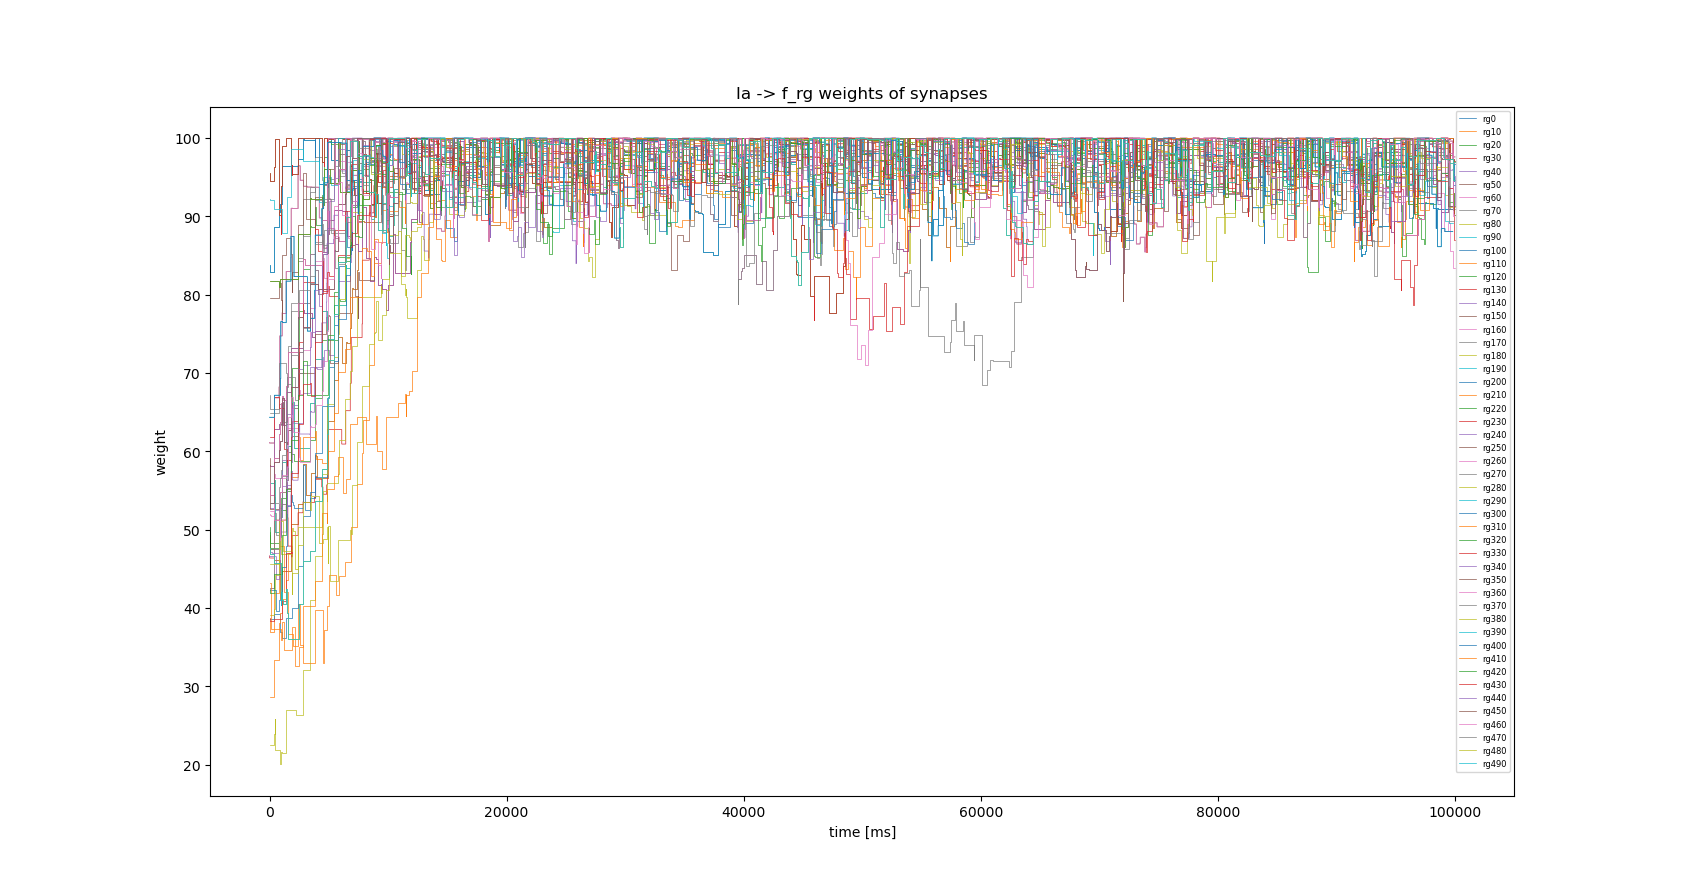 Ia -> f_rg weights of synapses
weight
100
90
80
70
60
50
40
30
20
0
20000
40000
60000
80000
100000
time [ms]
rg0
rg10
rg20
rg30
rg40
rg50
rg60
rg70
rg80
rg90
rg100
rg110
rg120
rg130
rg140
rg150
rg160
rg170
rg180
rg190
rg200
rg210
rg220
rg230
rg240
rg250
rg260
rg270
rg280
rg290
rg300
rg310
rg320
rg330
rg340
rg350
rg360
rg370
rg380
rg390
rg400
rg410
rg420
rg430
rg440
rg450
rg460
rg470
rg480
rg490